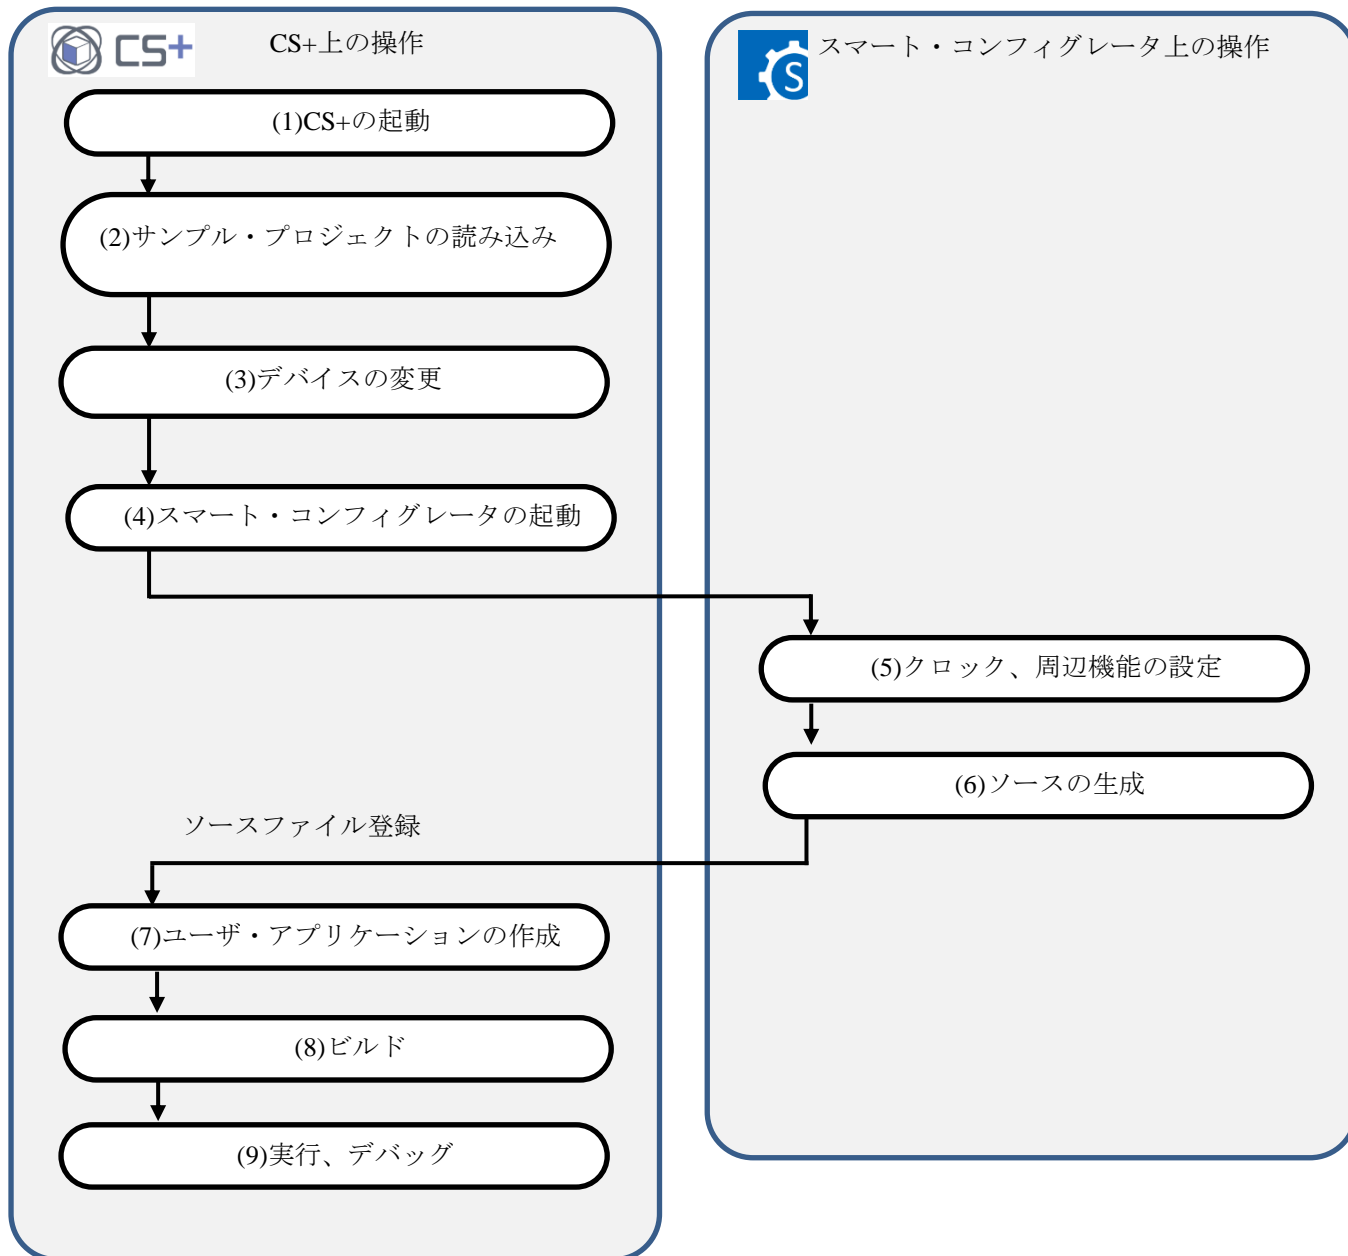 CS+
CS+上の操作
(1)CS+の起動
(2)サンプル・プロジェクトの読み込み
(3)デバイスの変更
(4)スマート・コンフィグレータの起動
S
スマート・コンフィグレータ上の操作
(5)クロック、周辺機能の設定
(6)ソースの生成
ソースファイル登録
(7)ユーザ・アプリケーションの作成
(8)ビルド
(9)実行、デバッグ